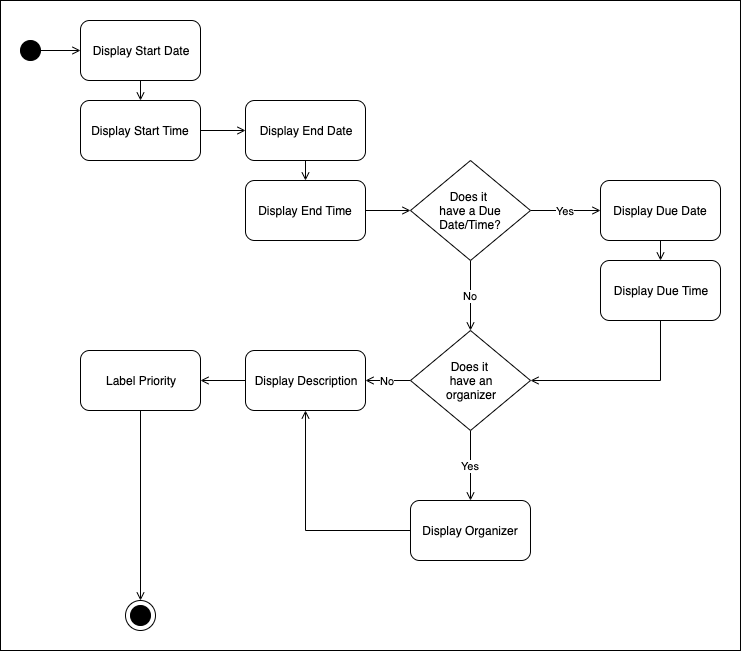 Display Start Date
Display Start Time
Display End Date
Display End Time
Does it
have a Due
Date/Time?
Yes
Display Due Date
Display Due Time
No
Does it
have an
organizer
No
Display Description
Label Priority
Yes
Display Organizer